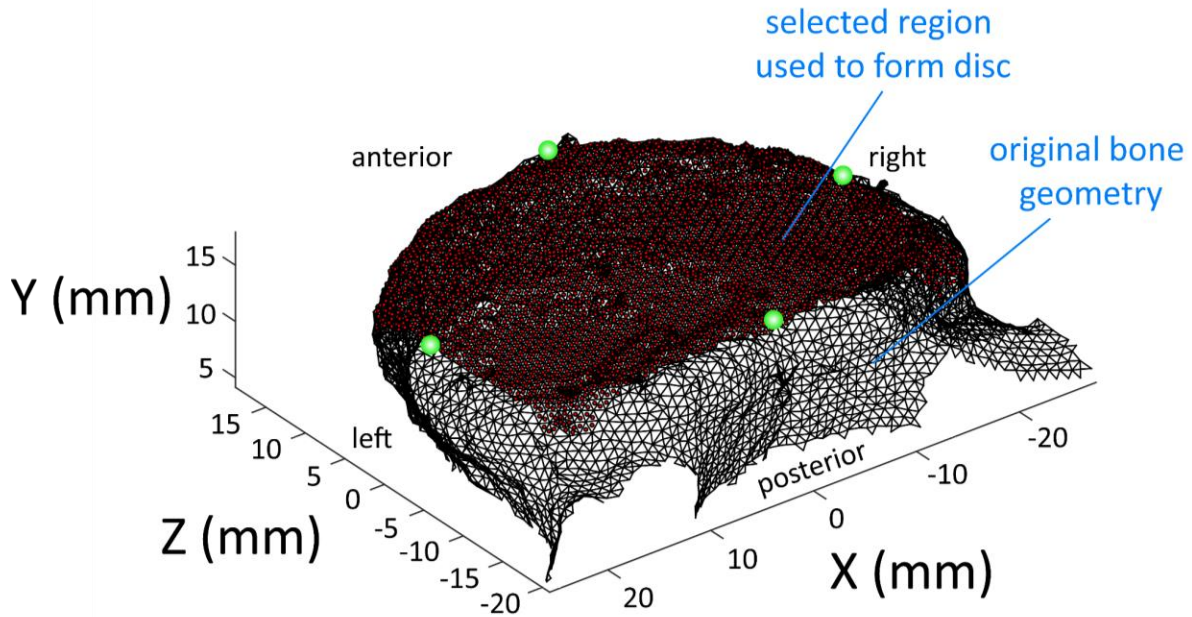 selected region
used to form disc
anterior
right
original bone
geometry
15
Y (mm)
10
5
15
10
left
5
0
posterior
-20
Z (mm)
-5
-10
-10
0
-15
10
X (mm)
-20
20